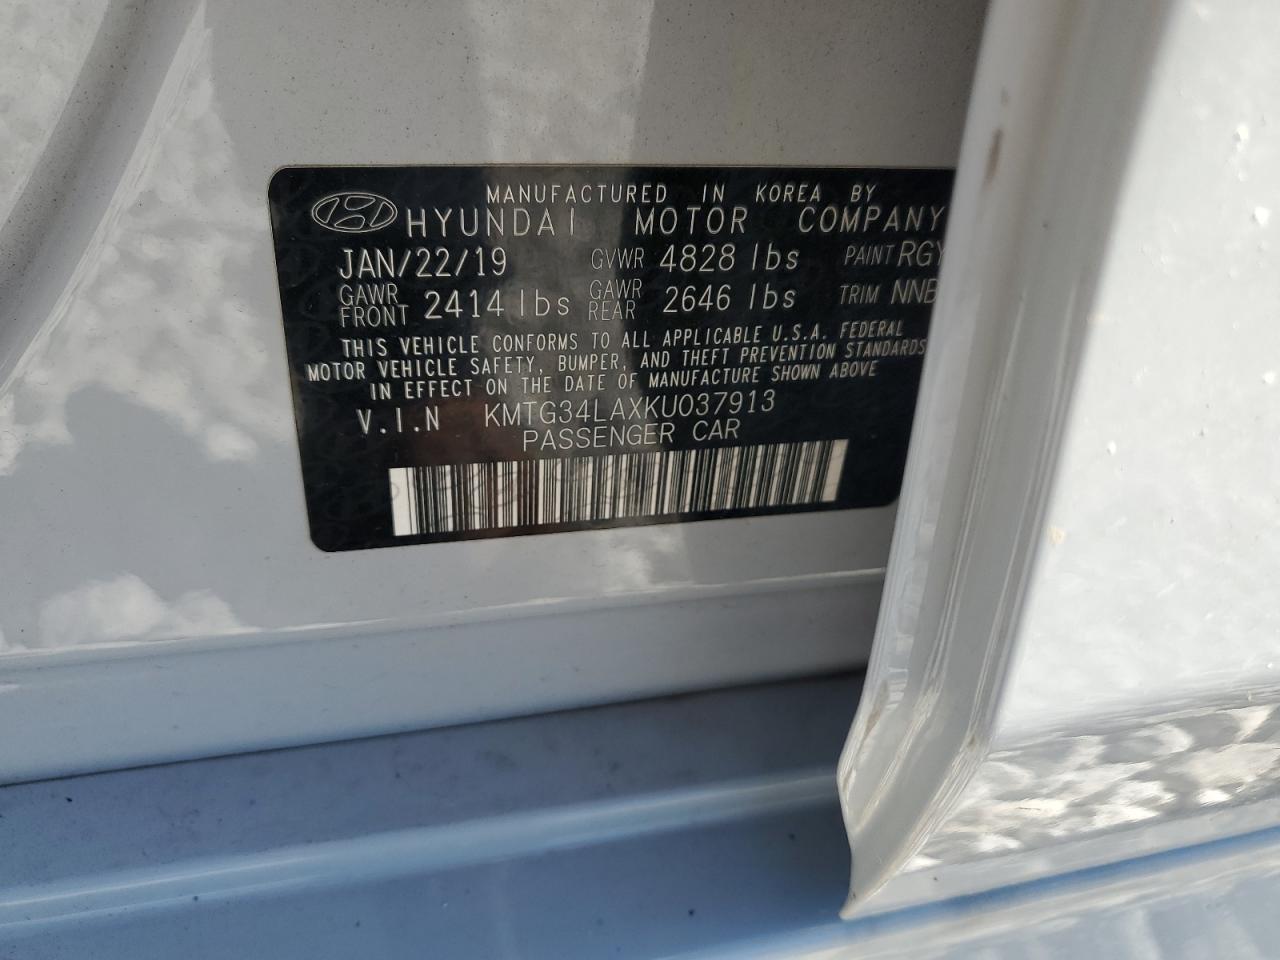 MANUFACTURED IN KOREA BY
HYUNDAI MOTOR COMPANY
JAN/22/19 GVWR 4828 lbs PAINT RGY
GAWR FRONT 2414 lbs GAWR REAR 2646 lbs TRIM NNB
THIS VEHICLE CONFORMS TO ALL APPLICABLE U.S.A. FEDERAL
MOTOR VEHICLE SAFETY, BUMPER, AND THEFT PREVENTION STANDARDS
IN EFFECT ON THE DATE OF MANUFACTURE SHOWN ABOVE
V.I.N KMTG34LAXKU037913
PASSENGER CAR